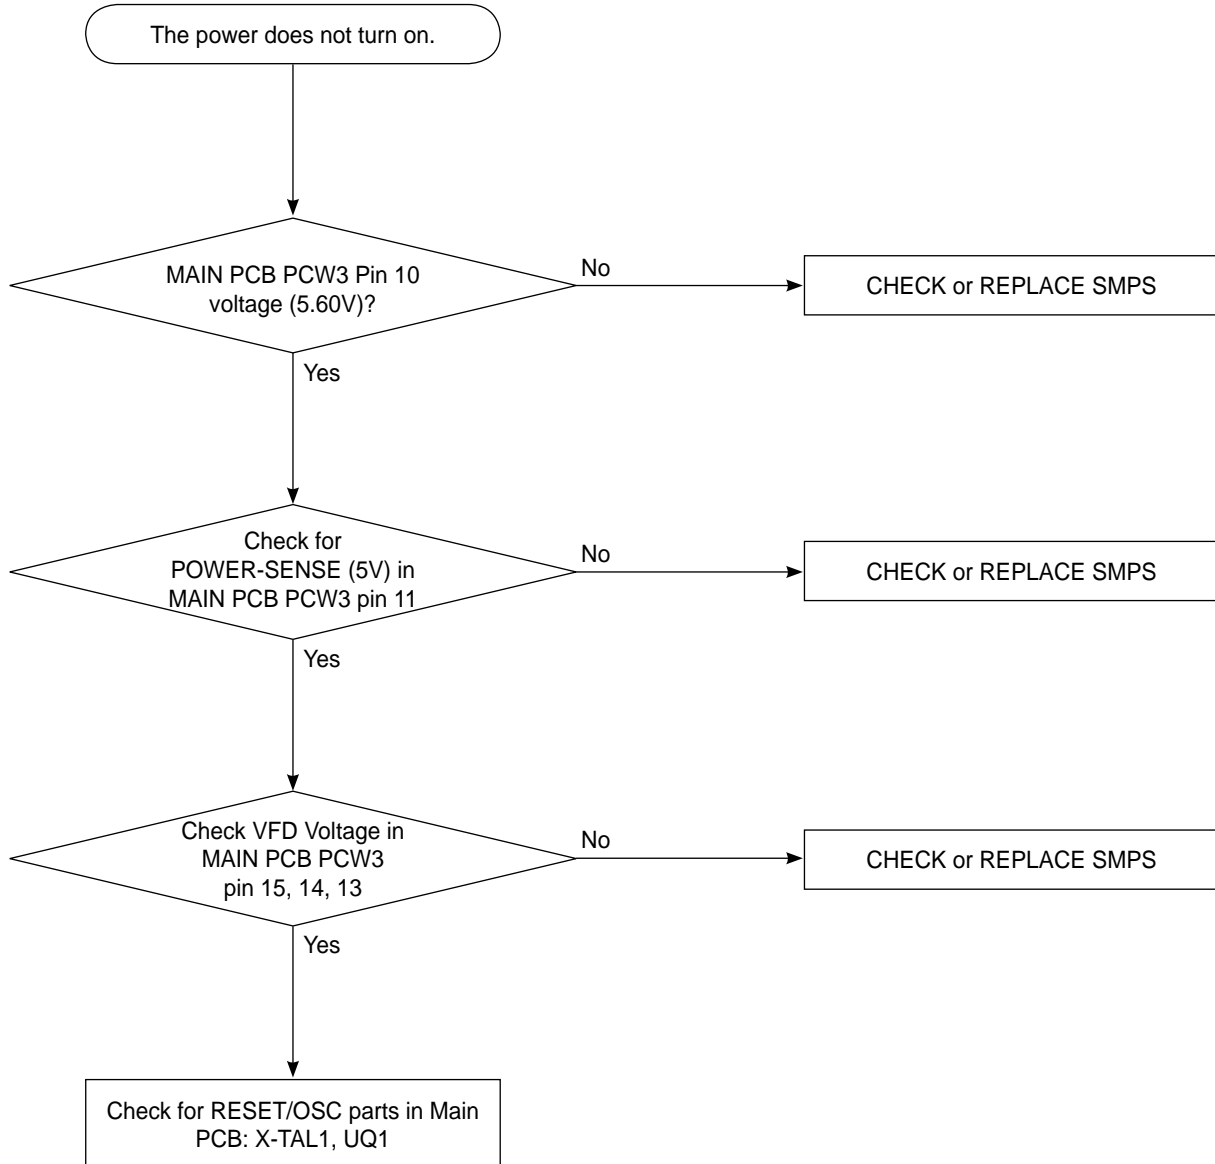 The power does not turn on.
MAIN PCB PCW3 Pin 10
voltage (5.60V)?
No
CHECK or REPLACE SMPS
Yes
Check for
POWER-SENSE (5V) in
MAIN PCB PCW3 pin 11
No
CHECK or REPLACE SMPS
Yes
Check VFD Voltage in
MAIN PCB PCW3
pin 15, 14, 13
No
CHECK or REPLACE SMPS
Yes
Check for RESET/OSC parts in Main
PCB: X-TAL1, UQ1